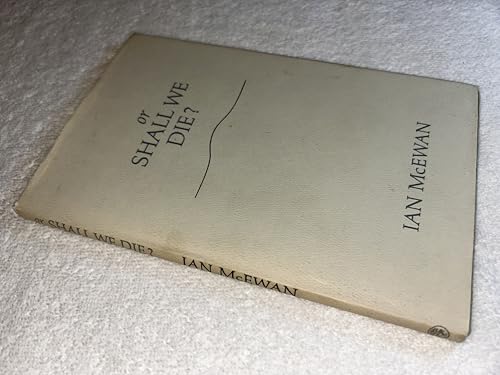 or
SHALL WE
DIE?
IAN McEWAN
or SHALL WE DIE? IAN McEWAN